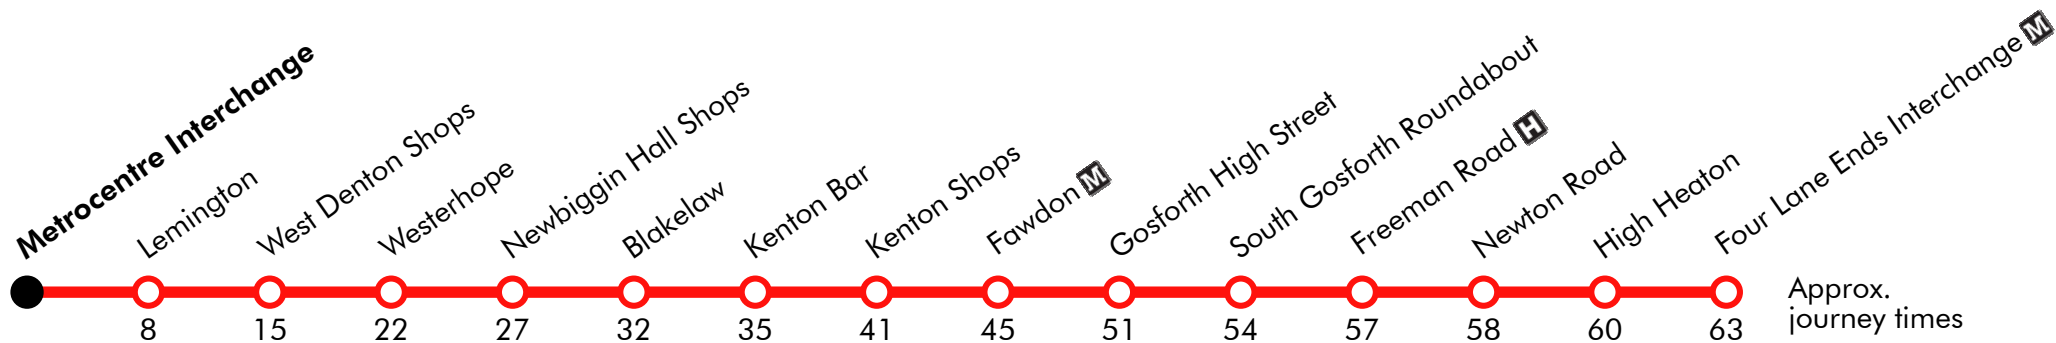 Metrocentre Interchange
Lemington
West Denton Shops
Westerhope
Newbiggin Hall Shops
Blakelaw
Kenton Bar
Kenton Shops
Fawdon M
Gosforth High Street
South Gosforth Roundabout
Freeman Road H
Newton Road
High Heaton
Four Lane Ends Interchange M
8 15 22 27 32 35 41 45 51 54 57 58 60 63
Approx.
journey times